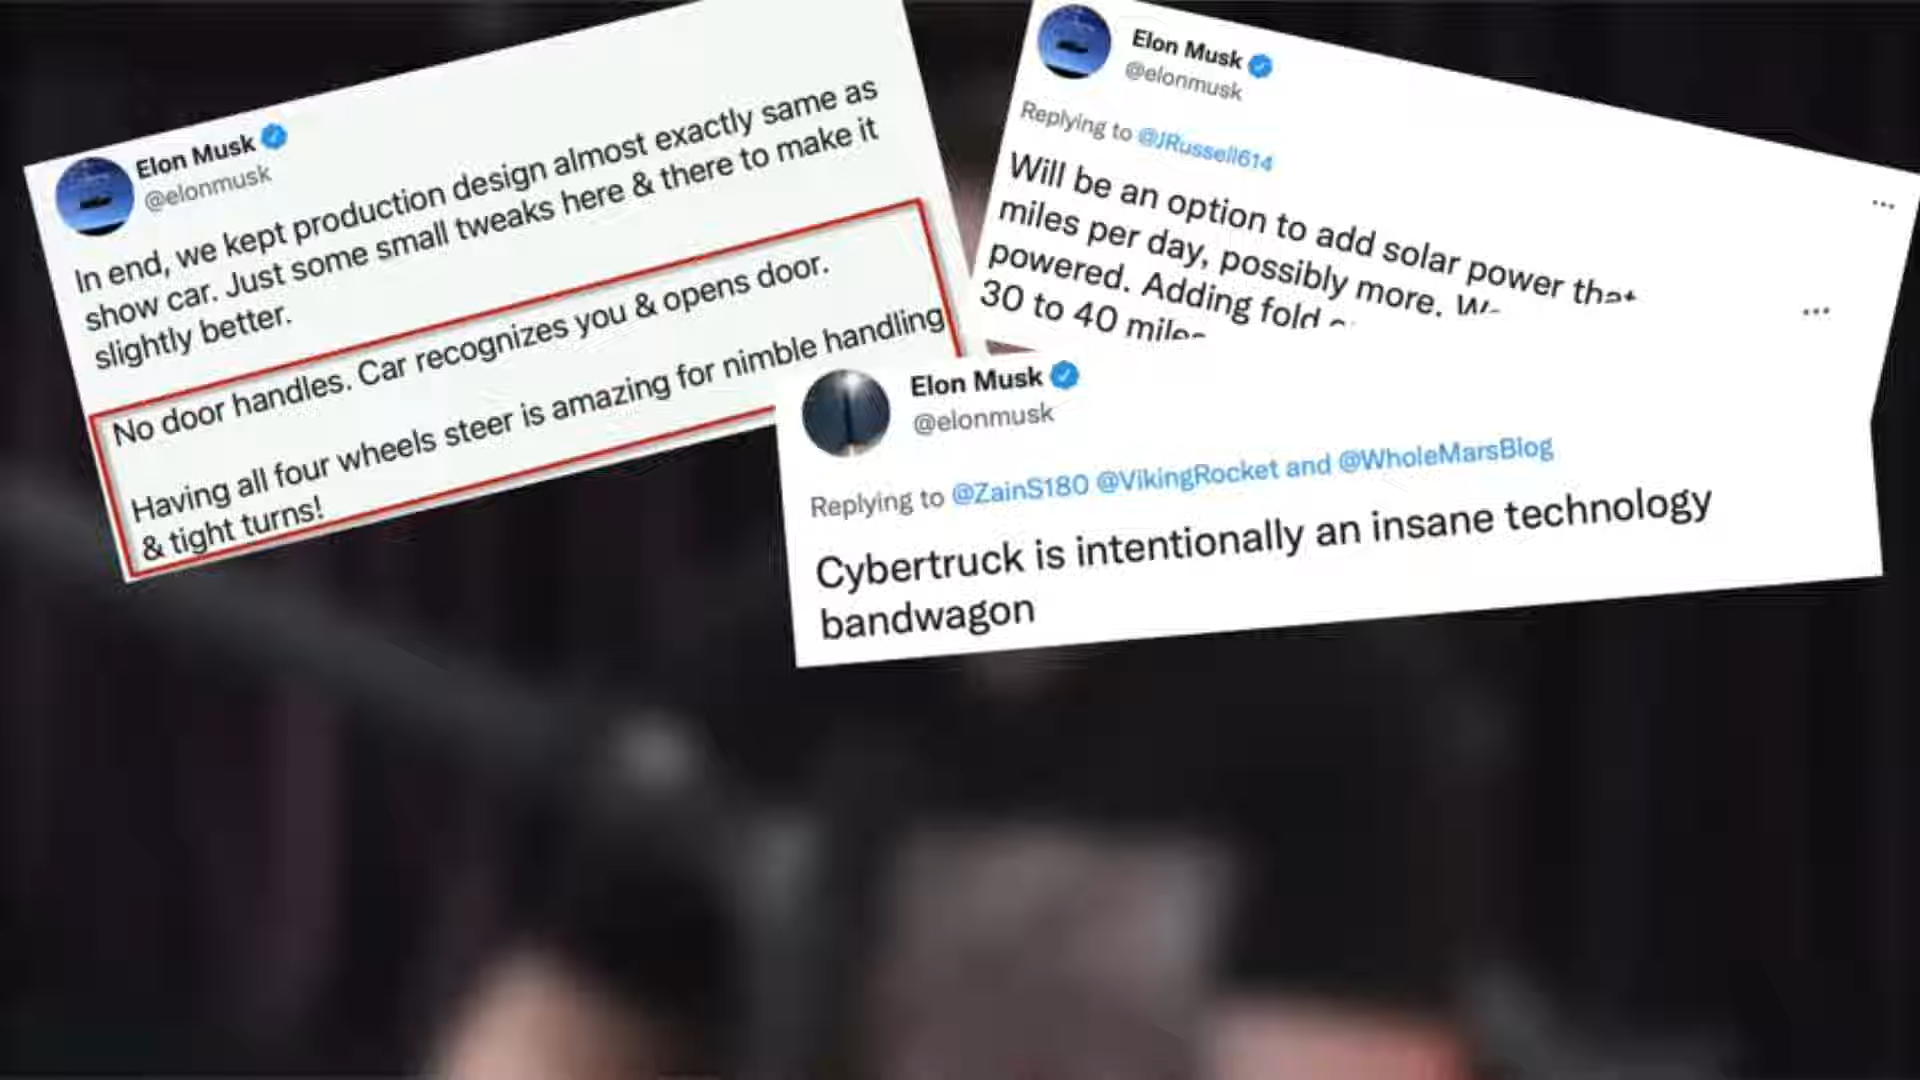 Elon Musk
@elonmusk
In end, we kept production design almost exactly same as
show car. Just some small tweaks here & there to make it
slightly better.
No door handles. Car recognizes you & opens door.
Having all four wheels steer is amazing for nimble handling
& tight turns!
Elon Musk
@elonmusk
Replying to @JRussell614
Will be an option to add solar power that
miles per day, possibly more.
powered. Adding fold
30 to 40 miles
Elon Musk
@elonmusk
Replying to @ZainS180 @VikingRocket and @WholeMarsBlog
Cybertruck is intentionally an insane technology
bandwagon